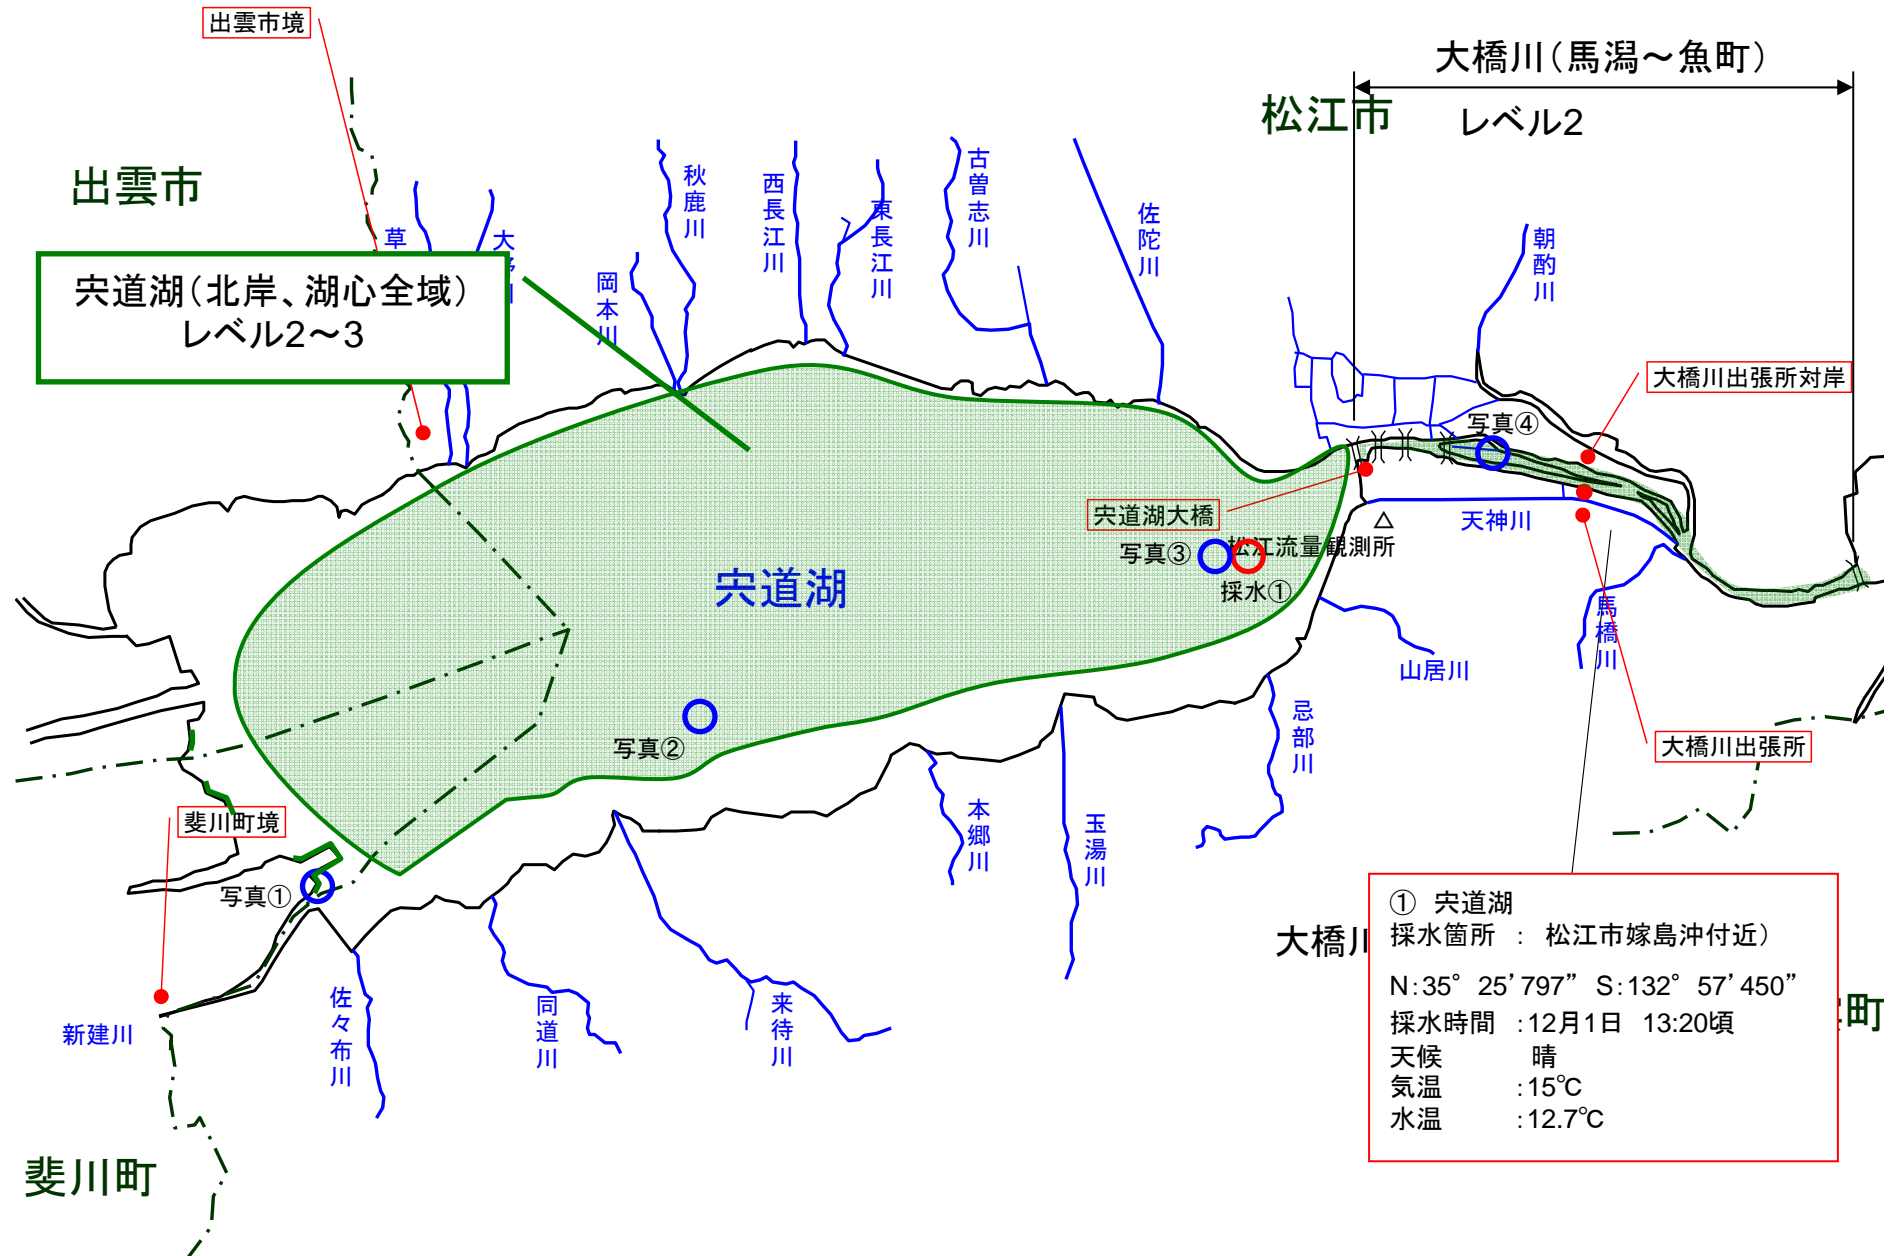 出雲市境
大橋川(馬潟～魚町)
松江市
レベル2
出雲市
秋鹿川
西長江川
東長江川
古曽志川
佐陀川
朝酌川
草
大
岡本川
宍道湖(北岸、湖心全域)
レベル2～3
大橋川出張所対岸
写真④
宍道湖大橋
天神川
写真③
松江流量観測所
採水①
宍道湖
馬橋川
山居川
忌部川
大橋川出張所
写真②
斐川町境
本郷川
玉湯川
写真①
大橋川
① 宍道湖
採水箇所 : 松江市嫁島沖付近)
N:35° 25’797” S:132° 57’450”
採水時間 :12月1日 13:20頃
天候 晴
気温 :15℃
水温 :12.7℃
町
新建川
佐々布川
同道川
来待川
斐川町